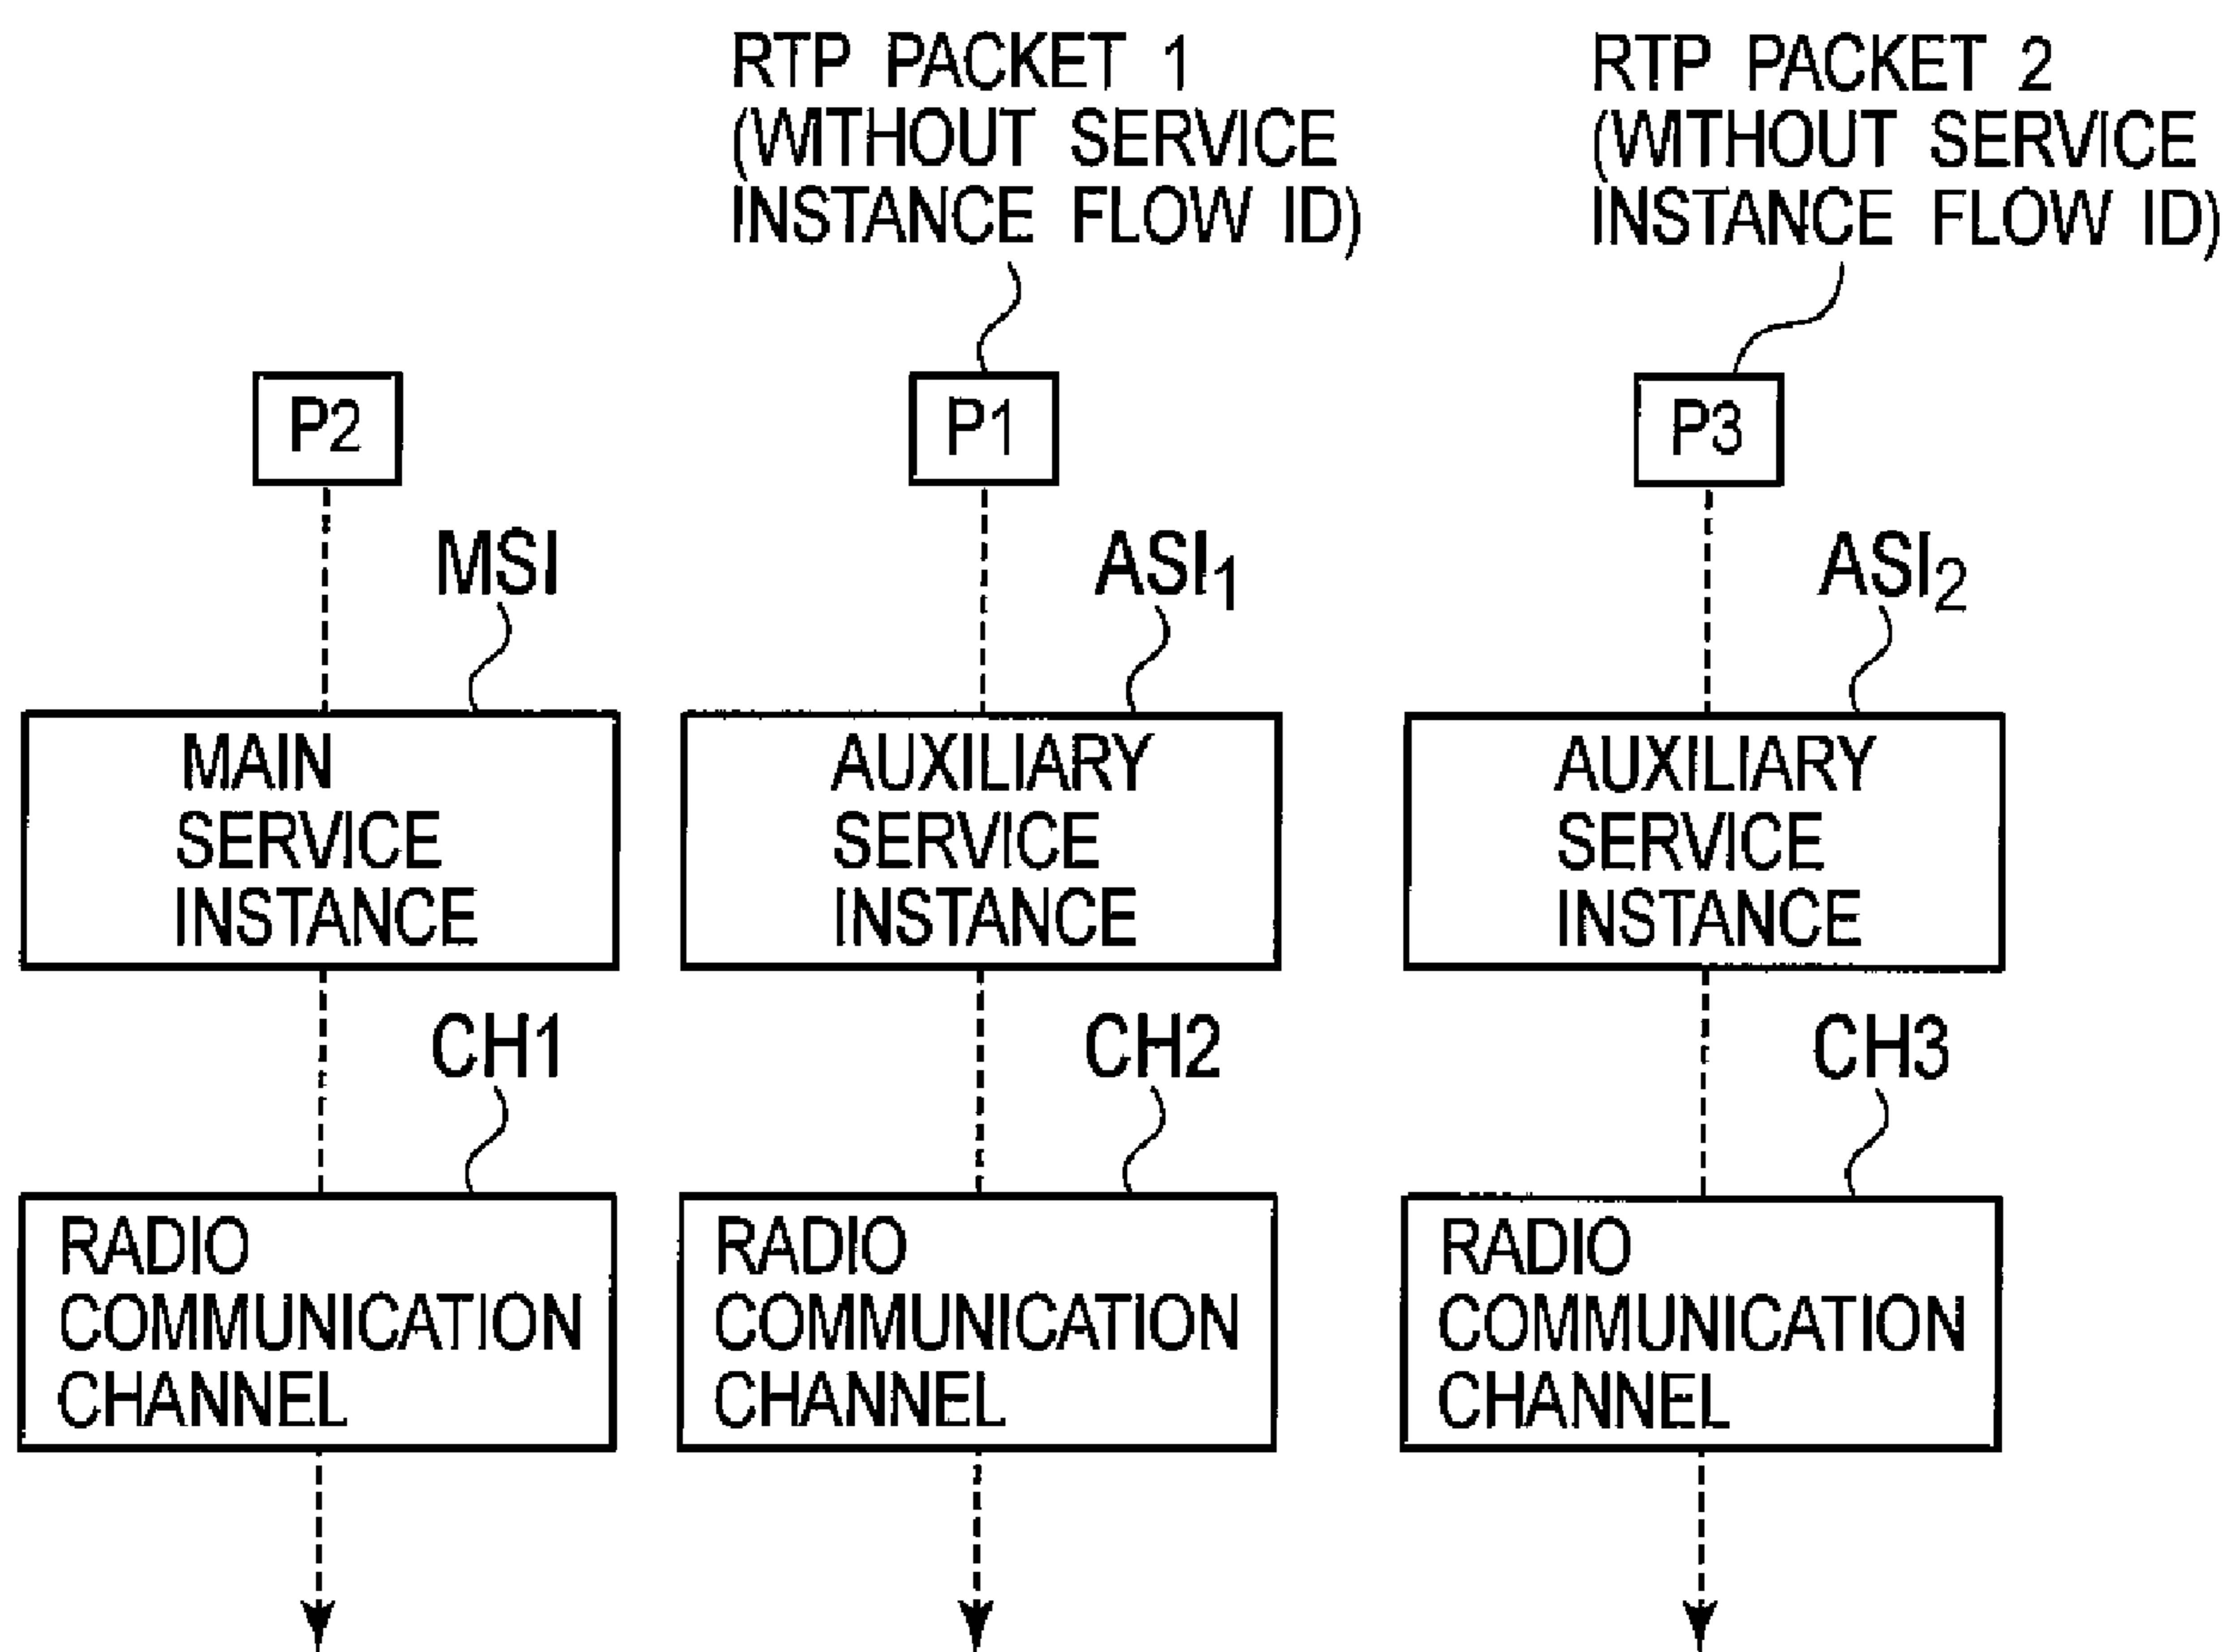 RTP PACKET 1
(WITHOUT SERVICE
INSTANCE FLOW ID)
RTP PACKET 2
(WITHOUT SERVICE
INSTANCE FLOW ID)
P2
P1
P3
MSI
ASI1
ASI2
MAIN
SERVICE
INSTANCE
AUXILIARY
SERVICE
INSTANCE
AUXILIARY
SERVICE
INSTANCE
CH1
CH2
CH3
RADIO
COMMUNICATION
CHANNEL
RADIO
COMMUNICATION
CHANNEL
RADIO
COMMUNICATION
CHANNEL